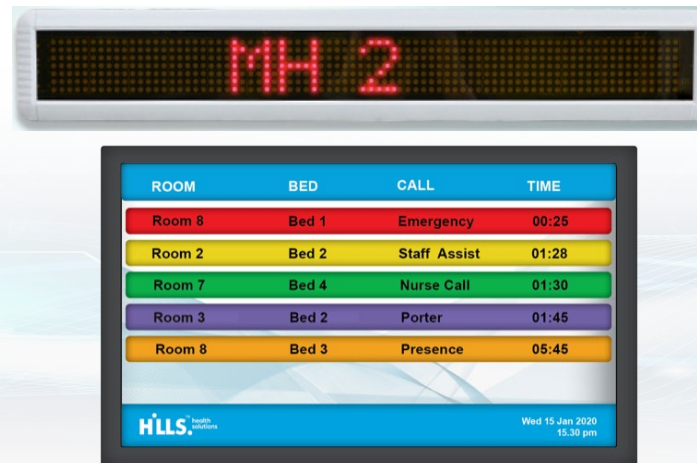 MH 2
ROOM BED CALL TIME
Room 8 Bed 1 Emergency 00:25
Room 2 Bed 2 Staff Assist 01:28
Room 7 Bed 4 Nurse Call 01:30
Room 3 Bed 2 Porter 01:45
Room 8 Bed 3 Presence 05:45
HiLLS.™ health
solutions
Wed 15 Jan 2020
15.30 pm